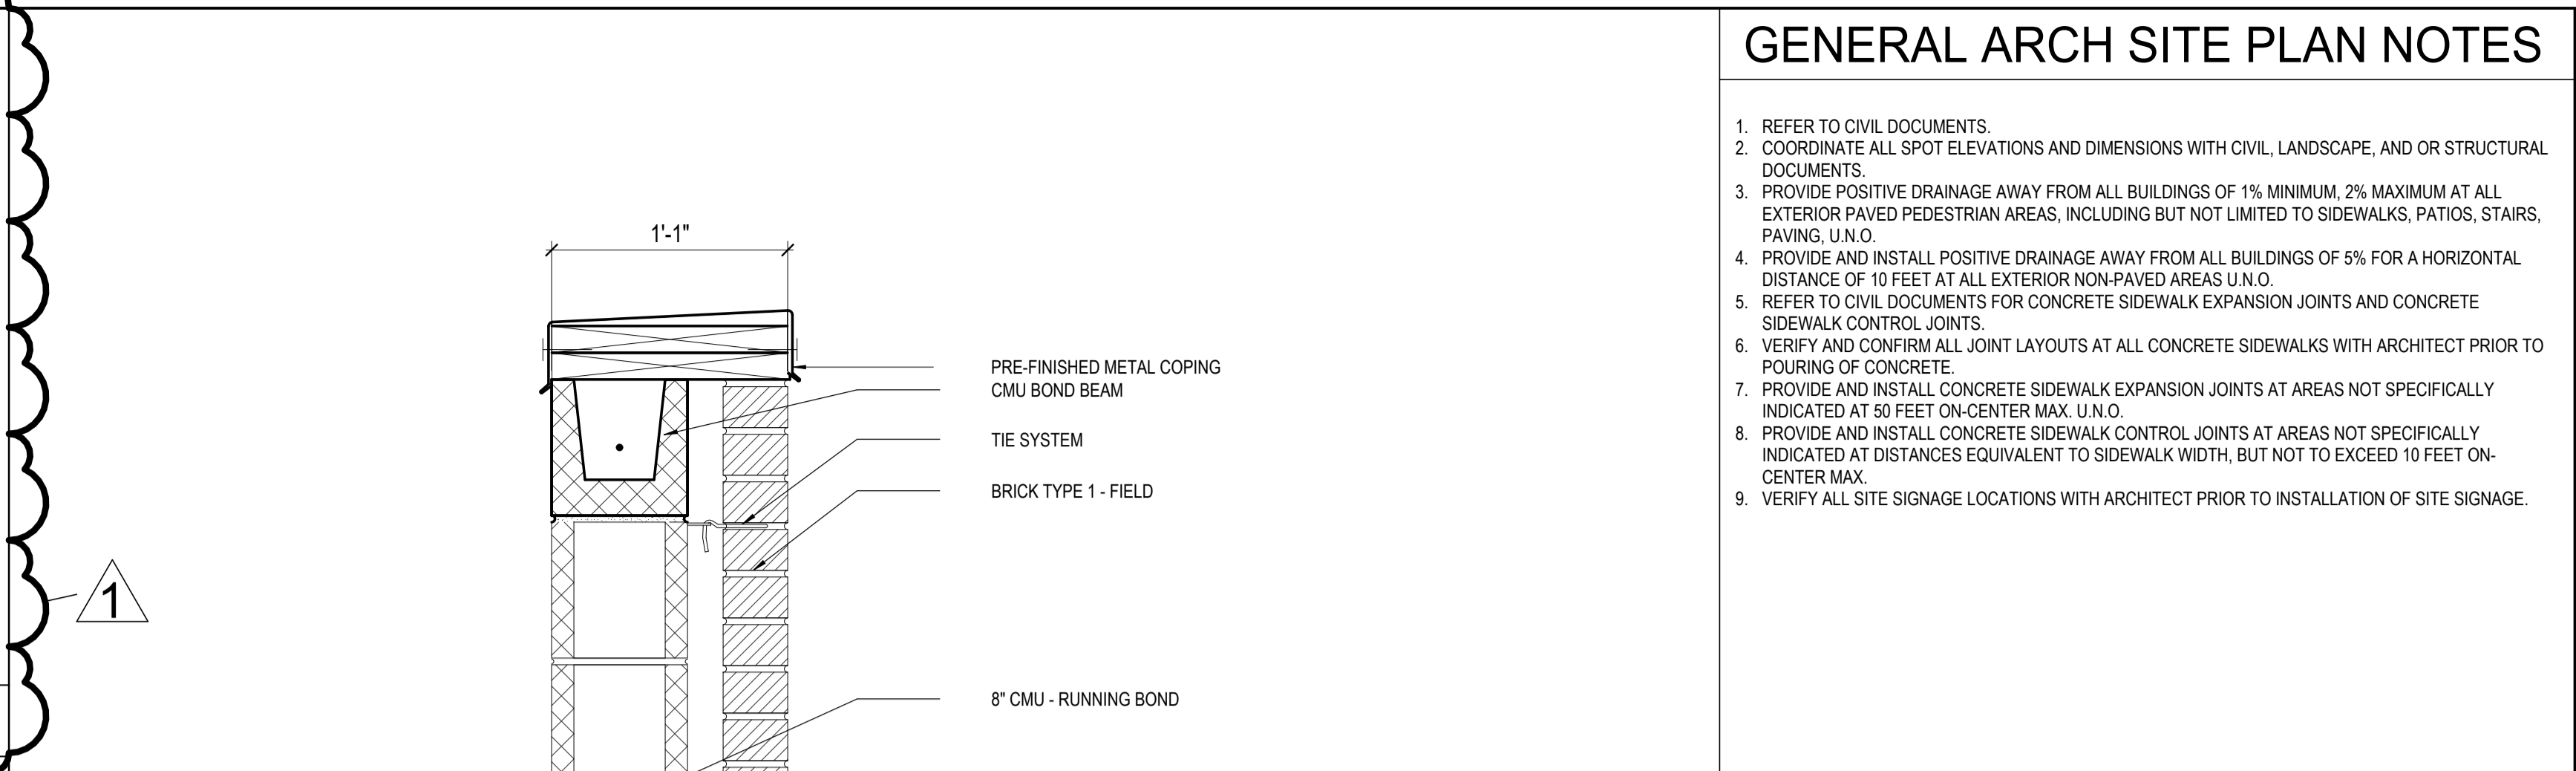 GENERAL ARCH SITE PLAN NOTES
1. REFER TO CIVIL DOCUMENTS.
2. COORDINATE ALL SPOT ELEVATIONS AND DIMENSIONS WITH CIVIL, LANDSCAPE, AND OR STRUCTURAL
DOCUMENTS.
3. PROVIDE POSITIVE DRAINAGE AWAY FROM ALL BUILDINGS OF 1% MINIMUM, 2% MAXIMUM AT ALL
EXTERIOR PAVED PEDESTRIAN AREAS, INCLUDING BUT NOT LIMITED TO SIDEWALKS, PATIOS, STAIRS,
PAVING, U.N.O.
4. PROVIDE AND INSTALL POSITIVE DRAINAGE AWAY FROM ALL BUILDINGS OF 5% FOR A HORIZONTAL
DISTANCE OF 10 FEET AT ALL EXTERIOR NON-PAVED AREAS U.N.O.
5. REFER TO CIVIL DOCUMENTS FOR CONCRETE SIDEWALK EXPANSION JOINTS AND CONCRETE
SIDEWALK CONTROL JOINTS.
6. VERIFY AND CONFIRM ALL JOINT LAYOUTS AT ALL CONCRETE SIDEWALKS WITH ARCHITECT PRIOR TO
POURING OF CONCRETE.
7. PROVIDE AND INSTALL CONCRETE SIDEWALK EXPANSION JOINTS AT AREAS NOT SPECIFICALLY
INDICATED AT 50 FEET ON-CENTER MAX. U.N.O.
8. PROVIDE AND INSTALL CONCRETE SIDEWALK CONTROL JOINTS AT AREAS NOT SPECIFICALLY
INDICATED AT DISTANCES EQUIVALENT TO SIDEWALK WIDTH, BUT NOT TO EXCEED 10 FEET ON-
CENTER MAX.
9. VERIFY ALL SITE SIGNAGE LOCATIONS WITH ARCHITECT PRIOR TO INSTALLATION OF SITE SIGNAGE.
1'-1"
PRE-FINISHED METAL COPING
CMU BOND BEAM
TIE SYSTEM
BRICK TYPE 1 - FIELD
1
8" CMU - RUNNING BOND